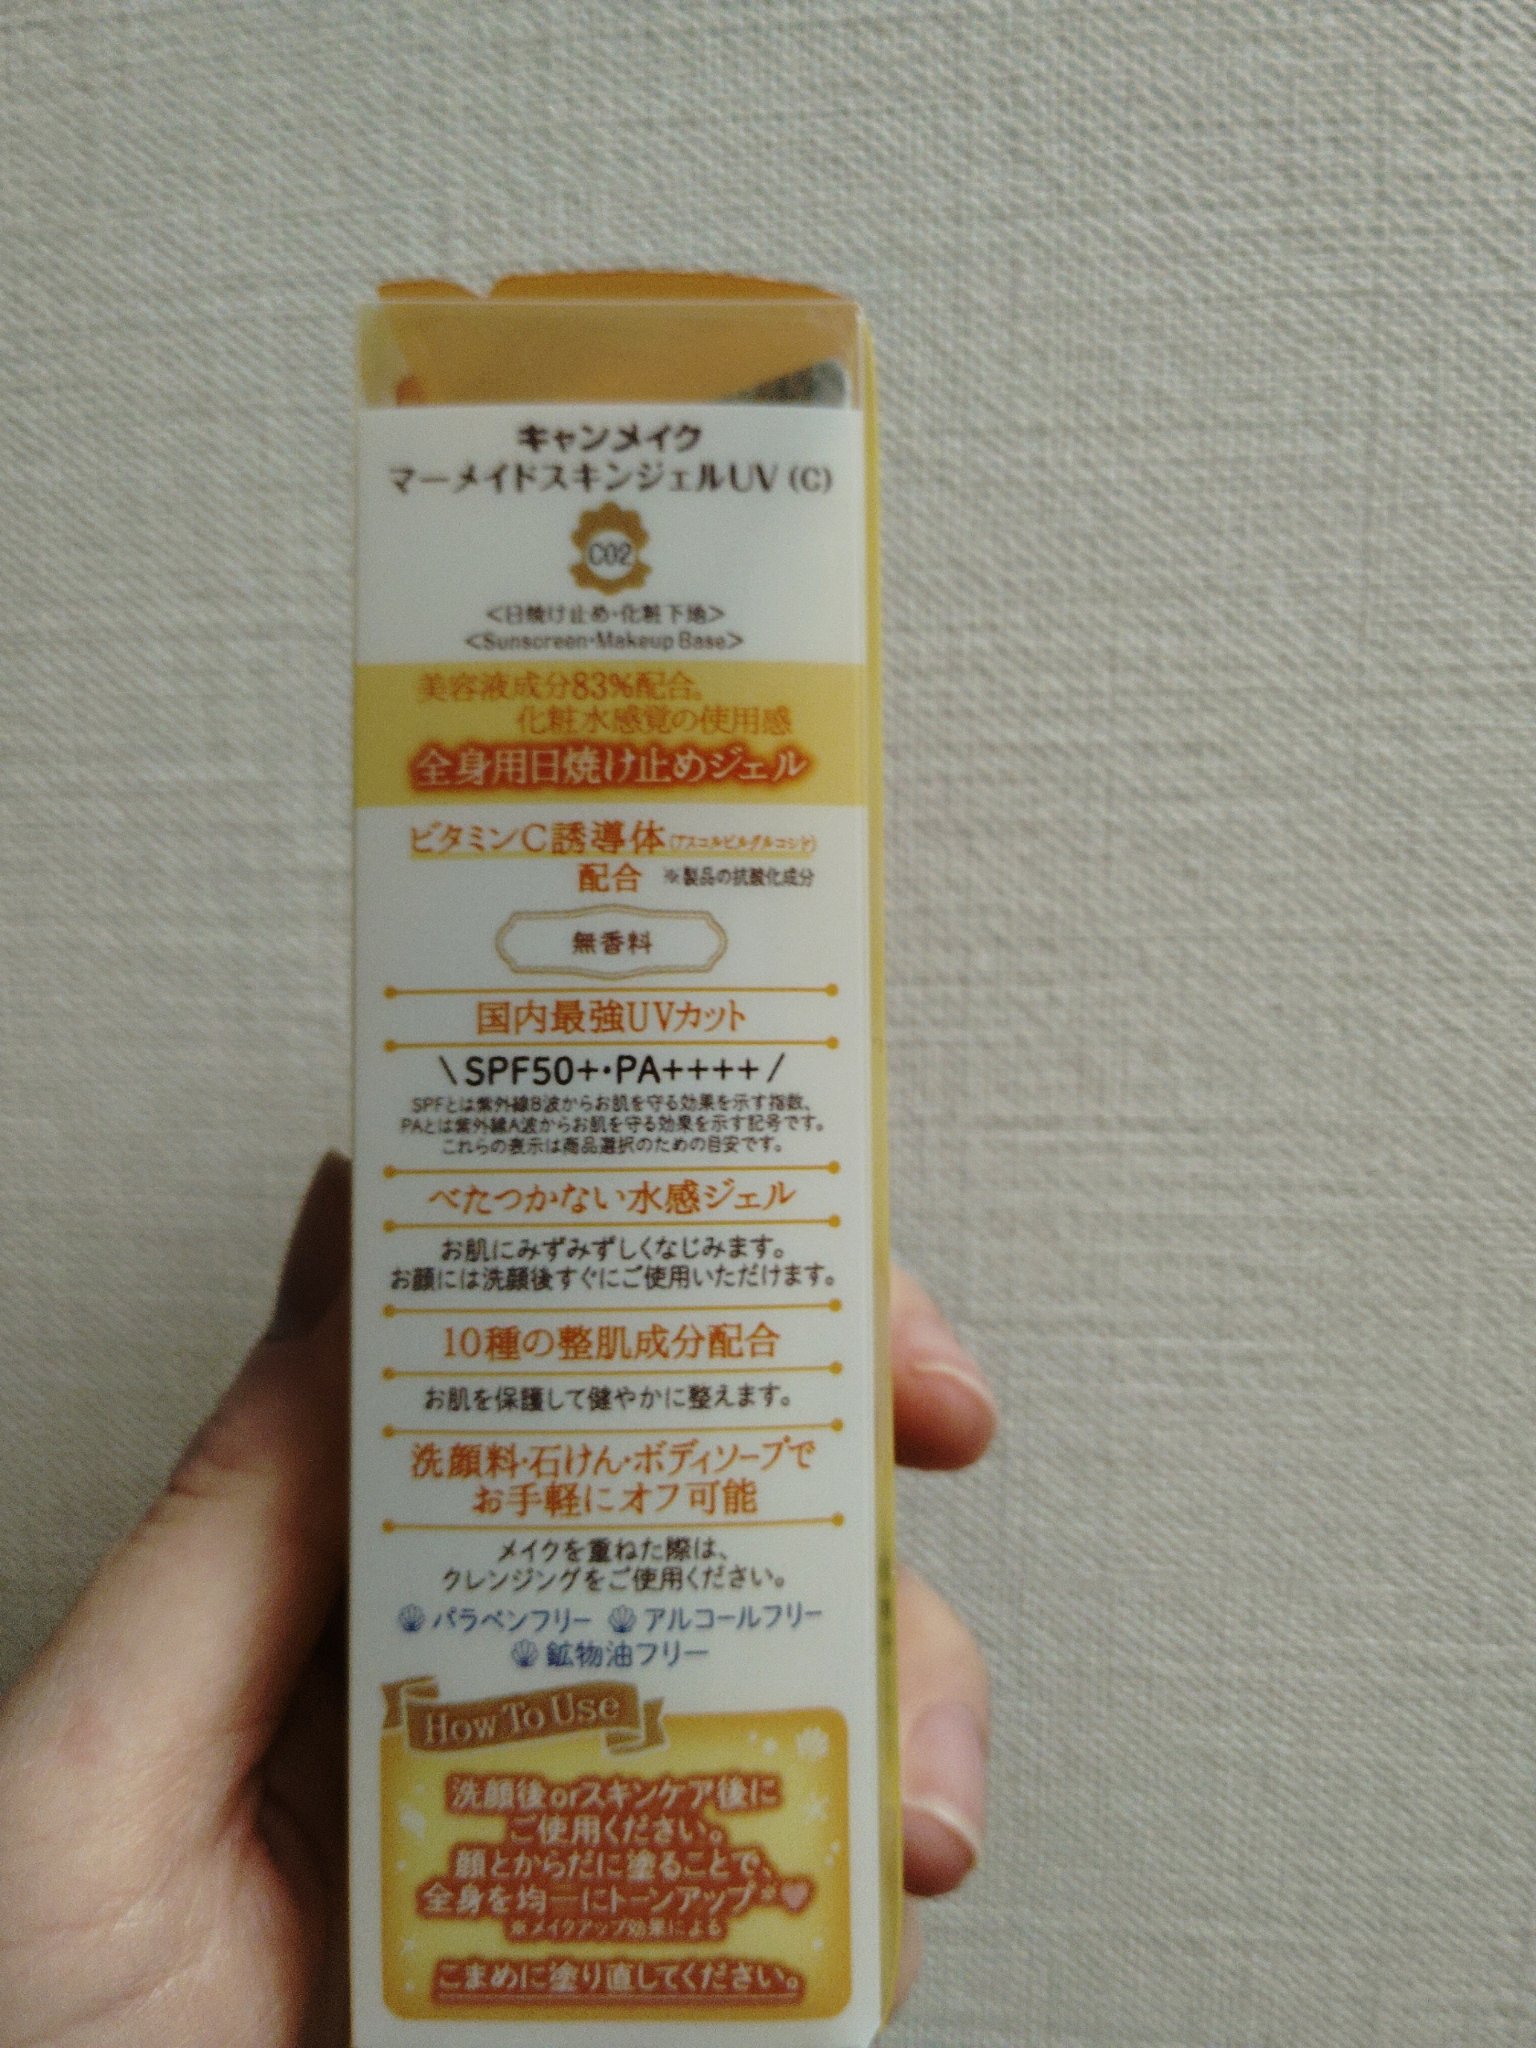 キャンメイク
マーメイドスキンジェルUV (C)
C02
<日焼け止め・化粧下地>
<Sunscreen・Makeup Base>
美容液成分83%配合。
化粧水感覚の使用感
全身用日焼け止めジェル
ビタミンC誘導体(アスコルビルグルコシド)
配合 ※製品の抗酸化成分
無香料
国内最強UVカット
\ SPF50+・PA++++ /
SPFとは紫外線B波からお肌を守る効果を示す指数、
PAとは紫外線A波からお肌を守る効果を示す記号です。
これらの表示は商品選択のための目安です。
べたつかない水感ジェル
お肌にみずみずしくなじみます。
お顔には洗顔後すぐにご使用いただけます。
10種の整肌成分配合
お肌を保護して健やかに整えます。
洗顔料・石けん・ボディソープで
お手軽にオフ可能
メイクを重ねた際は、
クレンジングをご使用ください。
パラベンフリー アルコールフリー
鉱物油フリー
How To Use
洗顔後orスキンケア後に
ご使用ください。
顔とからだに塗ることで、
全身を均一にトーンアップ※♥
※メイクアップ効果による
こまめに塗り直してください。